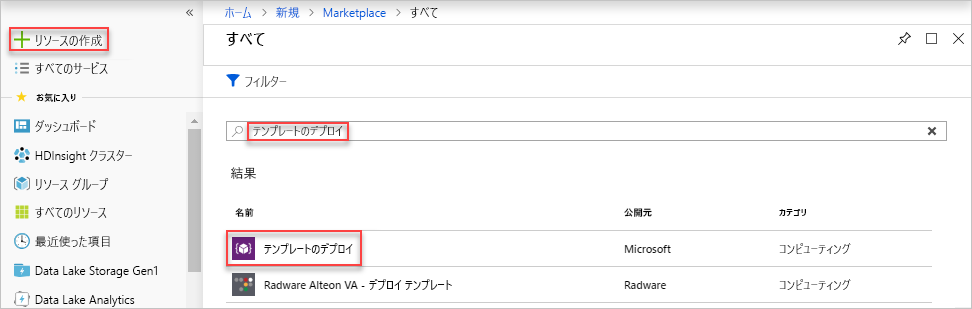 «
リソースの作成
すべてのサービス
お気に入り
ダッシュボード
HDInsight クラスター
リソース グループ
すべてのリソース
最近使った項目
Data Lake Storage Gen1
Data Lake Analytics
ホーム > 新規 > Marketplace > すべて
すべて
フィルター
テンプレートのデプロイ
結果
名前 公開元 カテゴリ
テンプレートのデプロイ Microsoft コンピューティング
Radware Alteon VA - デプロイ テンプレート Radware コンピューティング